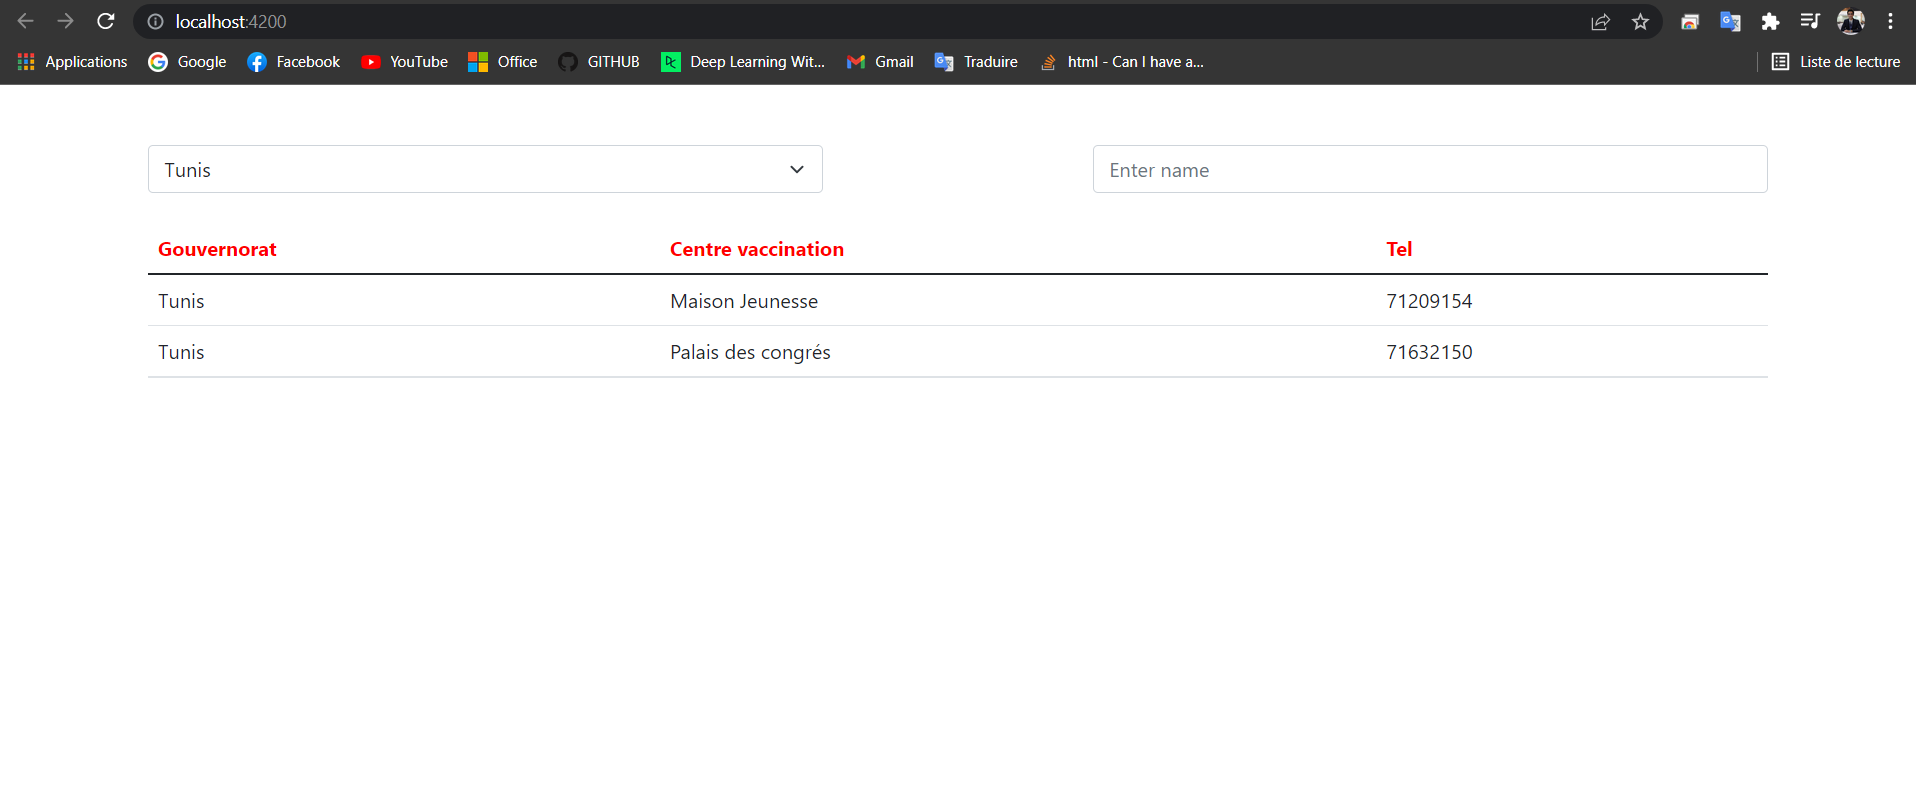 localhost:4200
Applications Google Facebook YouTube Office GITHUB Deep Learning Wit... Gmail Traduire html - Can I have a... Liste de lecture
Tunis Enter name
Gouvernorat Centre vaccination Tel
Tunis Maison Jeunesse 71209154
Tunis Palais des congrés 71632150